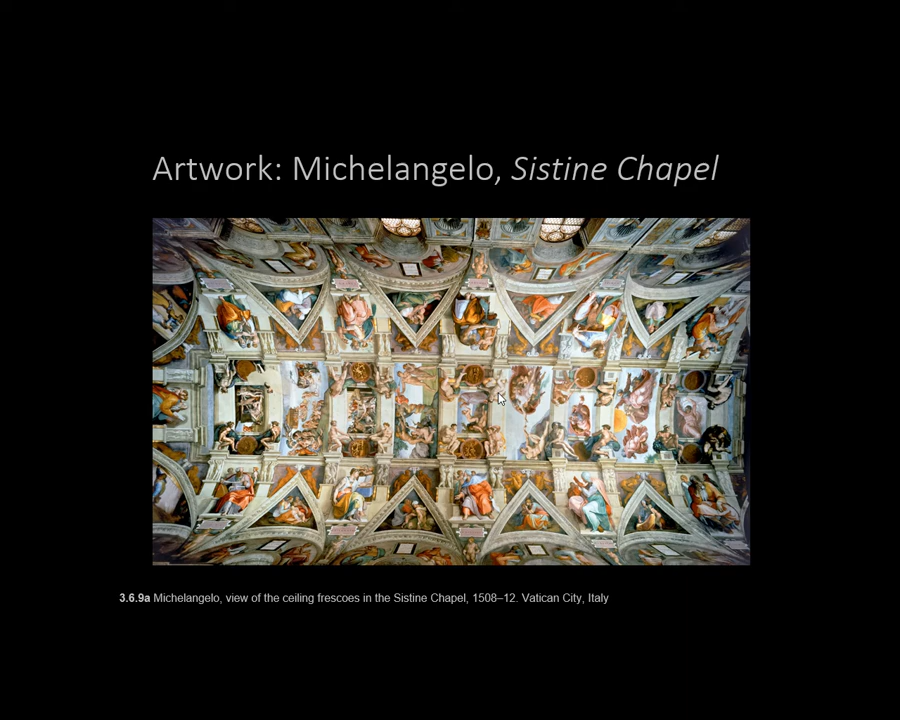 Artwork: Michelangelo, Sistine Chapel
3.6.9a Michelangelo, view of the ceiling frescoes in the Sistine Chapel, 1508–12. Vatican City, Italy